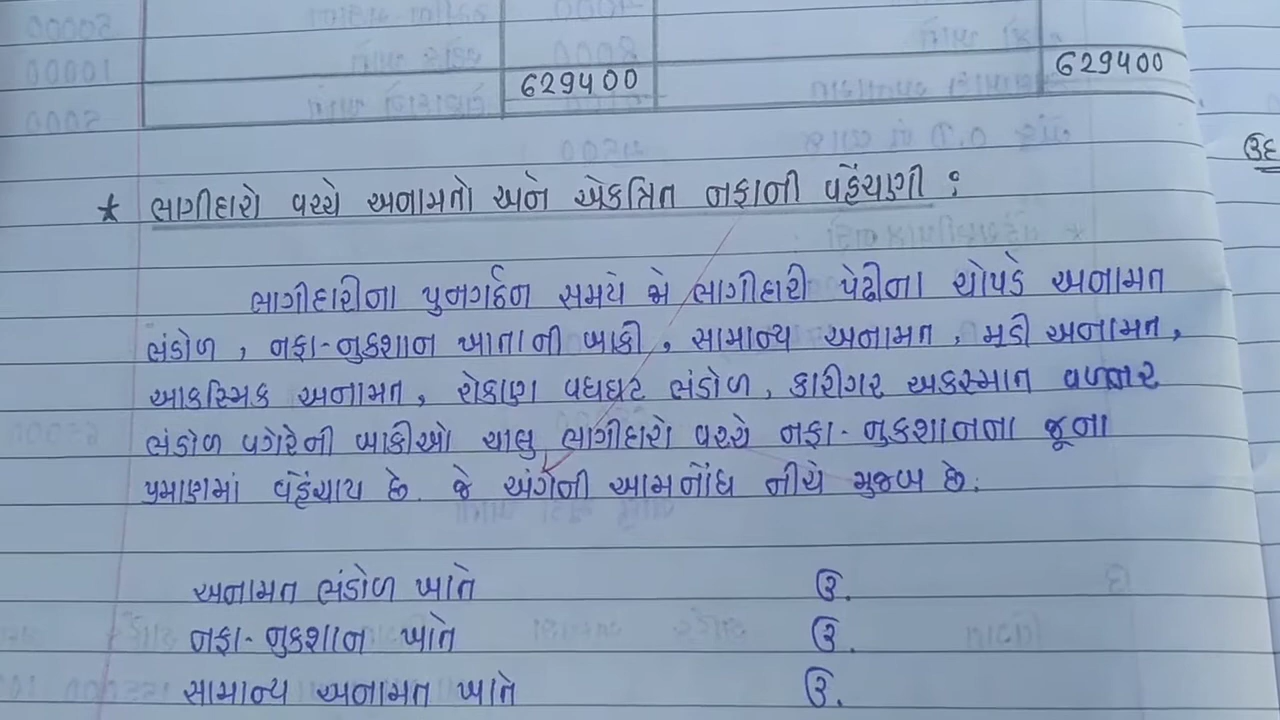 629400 629400
ઉદ
★ ભાગીદારો વચ્ચે અનામતો અને એકત્રિત નફાની વહેંચણી :
ભાગીદારીના પુનર્ગઠન સમયે જો ભાગીદારી પેઢીના ચોપડે અનામત
ભંડોળ, નફા-નુકશાન ખાતાની બાકી, સામાન્ય અનામત, મૂડી અનામત,
આકસ્મિક અનામત, રોકાણ વધઘટ ભંડોળ, કારીગર અકસ્માત વળતર
ભંડોળ વગેરેની બાકીઓ ચાલુ ભાગીદારો વચ્ચે નફા-નુકશાનના જૂના
પ્રમાણમાં વહેંચાય છે. જે અંગેની આમનોંધ નીચે મુજબ છે.
અનામત ભંડોળ ખાતે ઉ.
નફા-નુકશાન ખાતે ઉ.
સામાન્ય અનામત ખાતે ઉ.